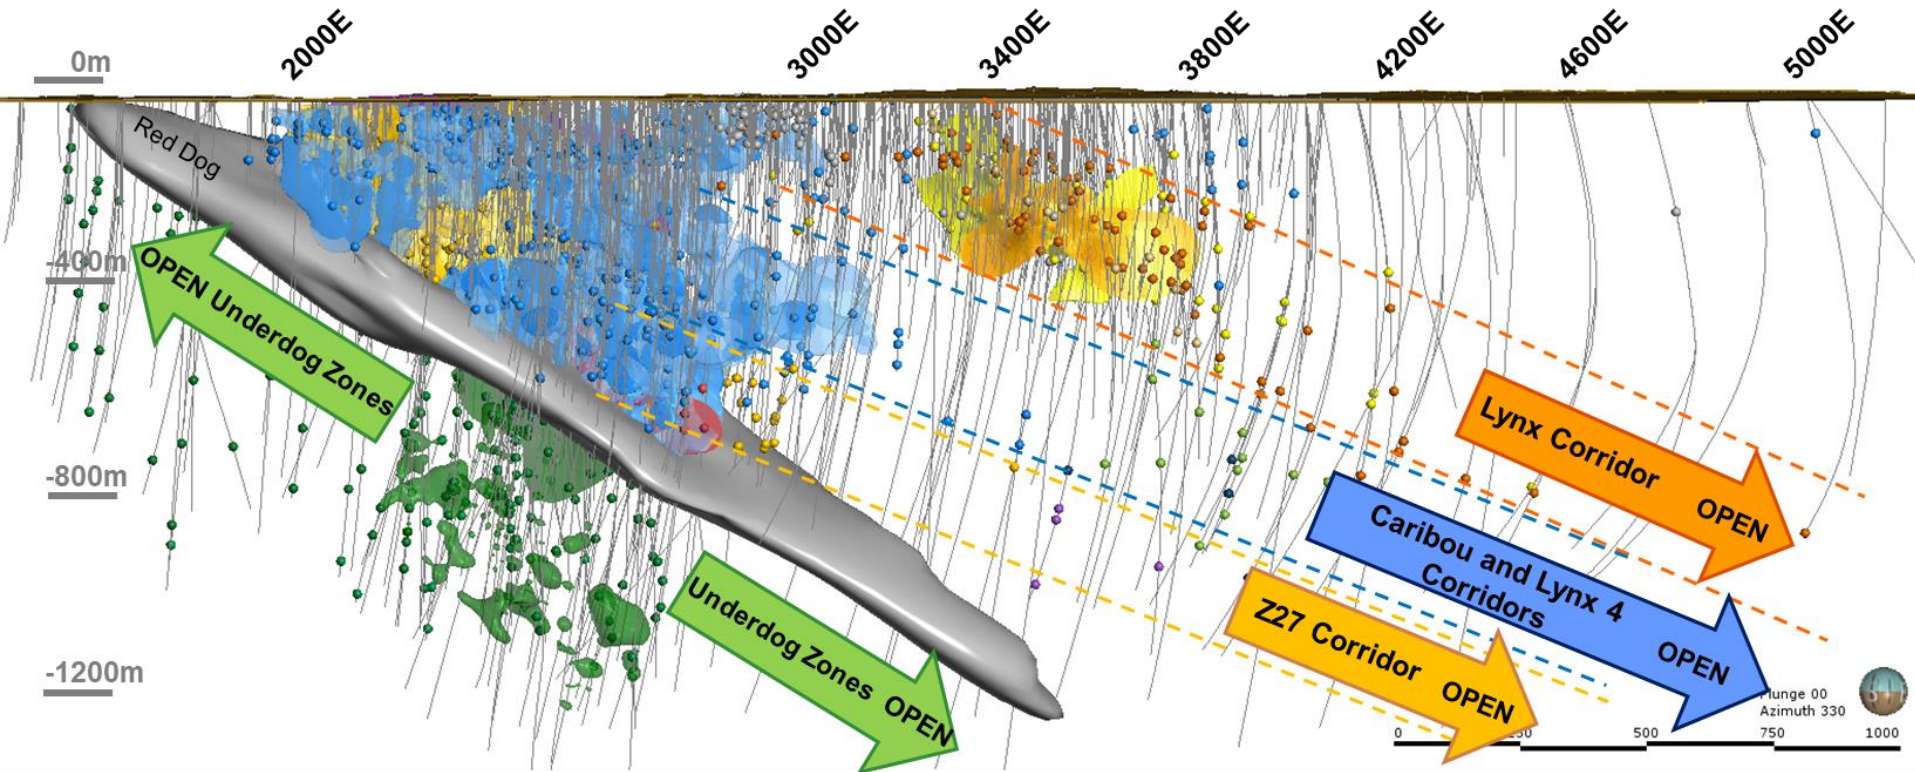 2000E
3000E
3400E
3800E
4200E
4600E
5000E
0m
Red Dog
-400m
OPEN Underdog Zones
-800m
-1200m
Underdog Zones OPEN
Lynx Corridor OPEN
Caribou and Lynx 4
Corridors OPEN
Z27 Corridor OPEN
Plunge 00
Azimuth 330
0
500
750
1000